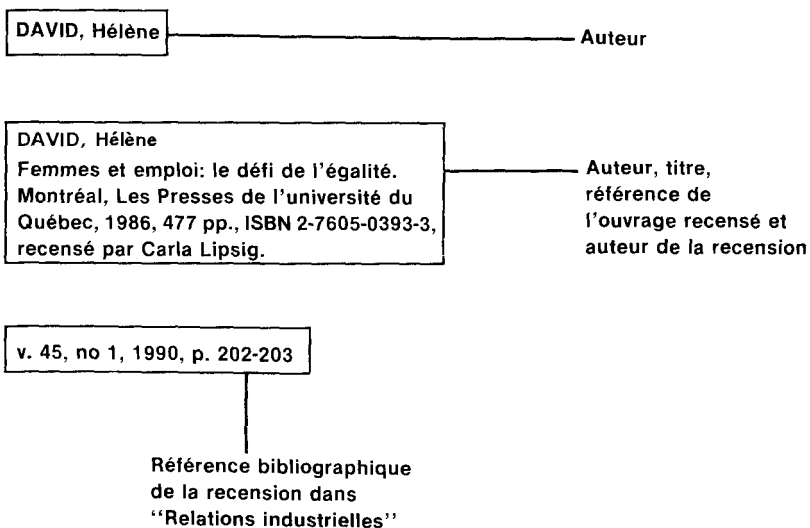 DAVID, Hélène
Auteur
DAVID, Hélène
Femmes et emploi: le défi de l'égalité.
Montréal, Les Presses de l'université du
Québec, 1986, 477 pp., ISBN 2-7605-0393-3,
recensé par Carla Lipsig.
Auteur, titre,
référence de
l'ouvrage recensé et
auteur de la recension
v. 45, no 1, 1990, p. 202-203
Référence bibliographique
de la recension dans
''Relations industrielles''